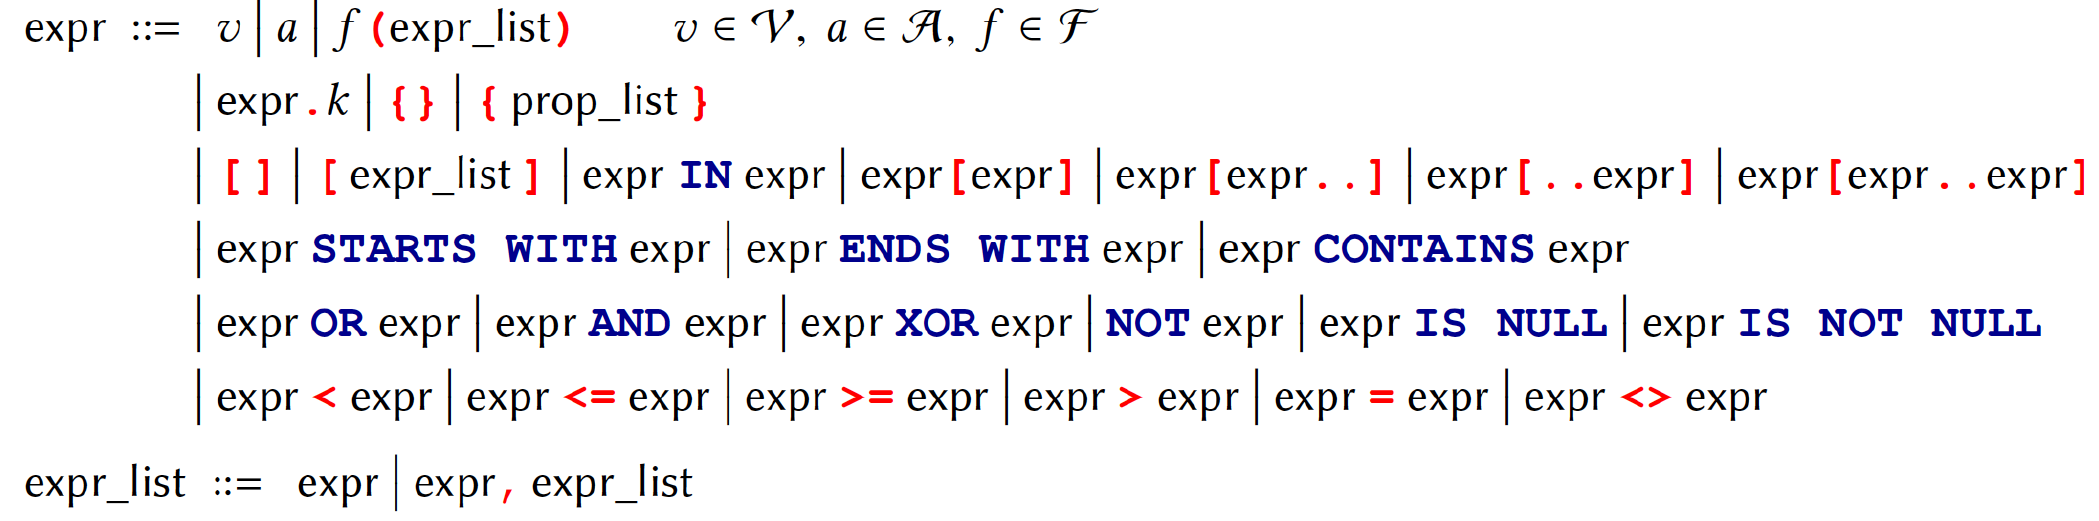 expr ::= v | a | f (expr_list) v ∈ 𝒱, a ∈ 𝒜, f ∈ ℱ
| expr.k | {} | { prop_list }
| [ ] | [ expr_list ] | expr IN expr | expr[expr] | expr[expr..] | expr[..expr] | expr[expr..expr]
| expr STARTS WITH expr | expr ENDS WITH expr | expr CONTAINS expr
| expr OR expr | expr AND expr | expr XOR expr | NOT expr | expr IS NULL | expr IS NOT NULL
| expr < expr | expr <= expr | expr >= expr | expr > expr | expr = expr | expr <> expr
expr_list ::= expr | expr, expr_list